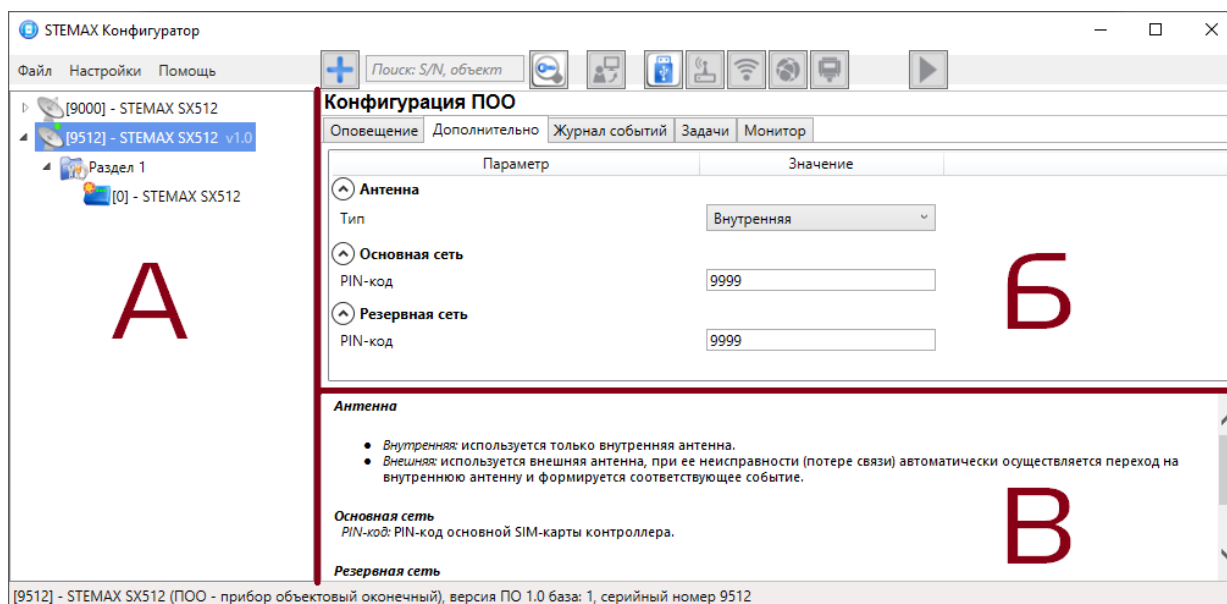 STEMAX Конфигуратор
Файл Настройки Помощь
Поиск: S/N, объект
[9000] - STEMAX SX512
[9512] - STEMAX SX512 v1.0
Раздел 1
[0] - STEMAX SX512
А
Конфигурация ПОО
Оповещение Дополнительно Журнал событий Задачи Монитор
Параметр Значение
Антенна
Тип Внутренняя
Основная сеть
PIN-код 9999
Резервная сеть
PIN-код 9999
Б
Антенна
● Внутренняя: используется только внутренняя антенна.
● Внешняя: используется внешняя антенна, при ее неисправности (потере связи) автоматически осуществляется переход на
внутреннюю антенну и формируется соответствующее событие.
Основная сеть
PIN-код: PIN-код основной SIM-карты контроллера.
Резервная сеть
В
[9512] - STEMAX SX512 (ПОО - прибор объектовый оконечный), версия ПО 1.0 база: 1, серийный номер 9512